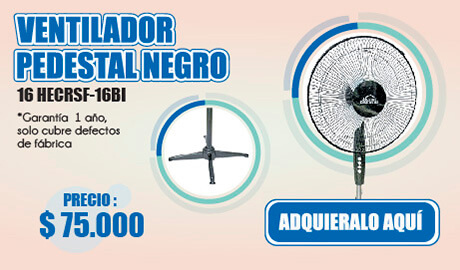 VENTILADOR
PEDESTAL NEGRO
16 HECRSF-16BI
*Garantía 1 año,
solo cubre defectos
de fábrica
PRECIO :
$ 75.000
ADQUIERALO AQUÍ